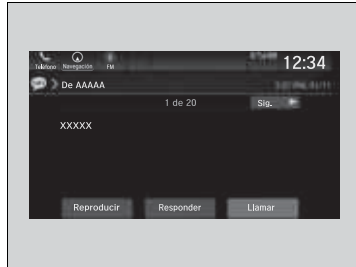 12:34
Teléfono Navegación FM
De AAAAA
1 de 20 Sig.
XXXXX
Reproducir Responder Llamar